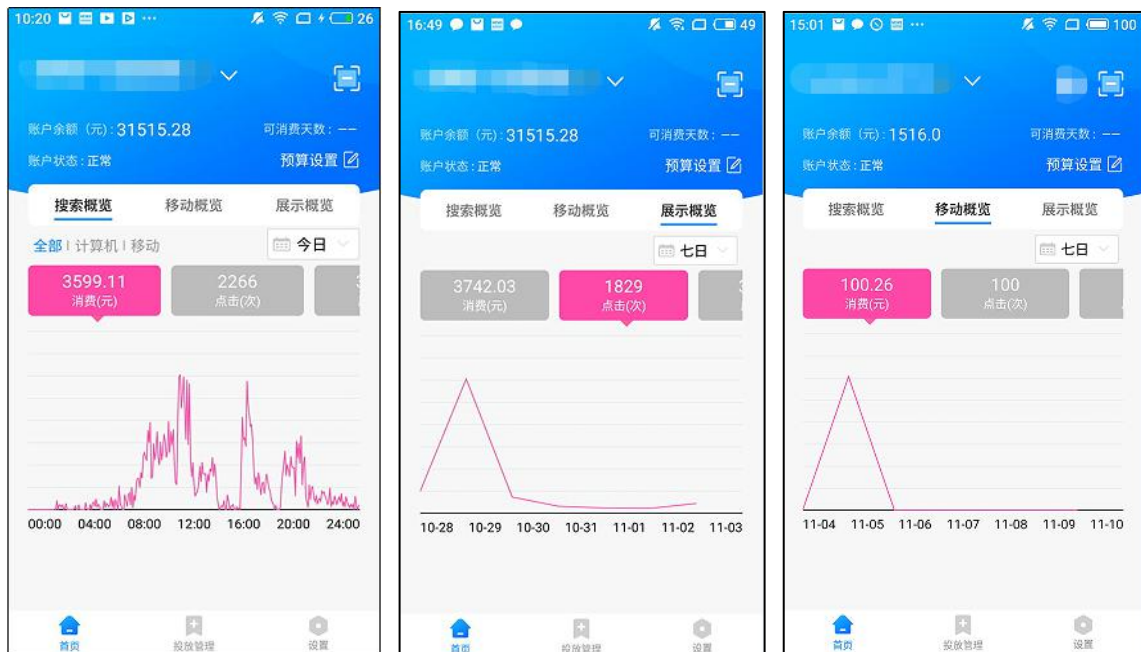 10:20 ··· 26
账户余额（元）: 31515.28 可消费天数: ——
账户状态: 正常 预算设置
搜索概览 移动概览 展示概览
全部 | 计算机 | 移动 今日
3599.11 2266
消费(元) 点击(次)
00:00 04:00 08:00 12:00 16:00 20:00 24:00
首页 投放管理 设置
16:49 49
账户余额（元）: 31515.28 可消费天数: ——
账户状态: 正常 预算设置
搜索概览 移动概览 展示概览
七日
3742.03 1829
消费(元) 点击(次)
10-28 10-29 10-30 10-31 11-01 11-02 11-03
首页 投放管理 设置
15:01 ··· 100
账户余额（元）: 1516.0 可消费天数: ——
账户状态: 正常 预算设置
搜索概览 移动概览 展示概览
七日
100.26 100
消费(元) 点击(次)
11-04 11-05 11-06 11-07 11-08 11-09 11-10
首页 投放管理 设置